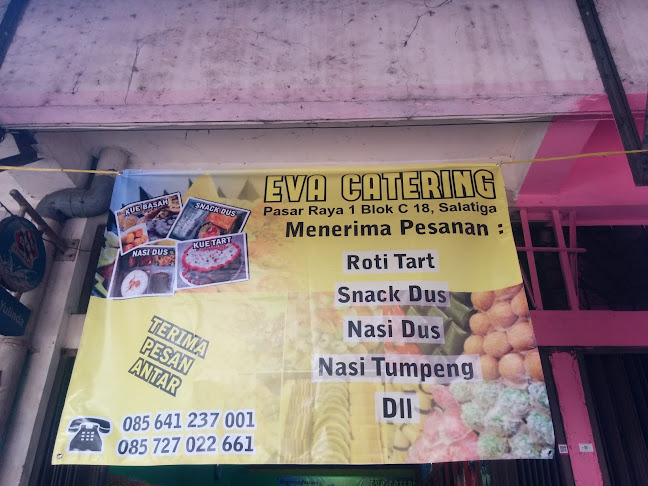 EVA CATERING
Pasar Raya 1 Blok C 18, Salatiga
Menerima Pesanan :
KUE BASAH
SNACK DUS
NASI DUS
KUE TART
Roti Tart
Snack Dus
Nasi Dus
Nasi Tumpeng
Dll
TERIMA
PESAN
ANTAR
085 641 237 001
085 727 022 661
Yulinda